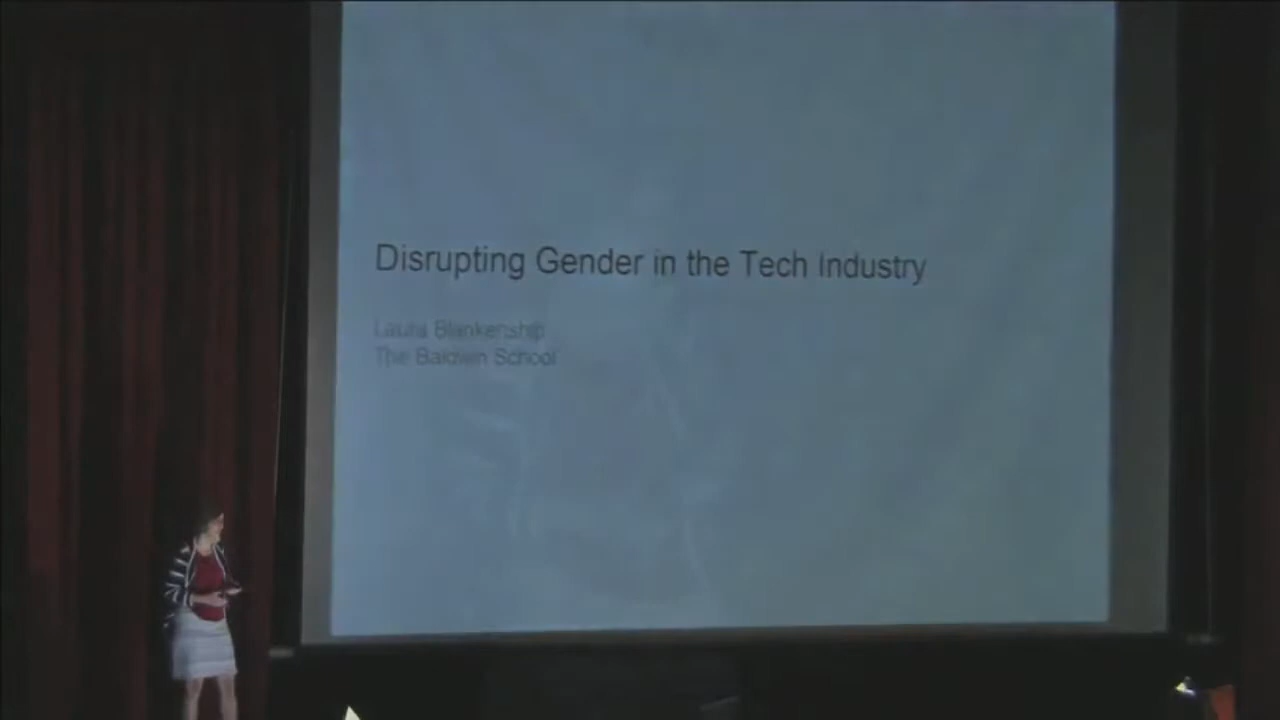 Disrupting Gender in the Tech Industry
Laura Blankenship
The Baldwin School